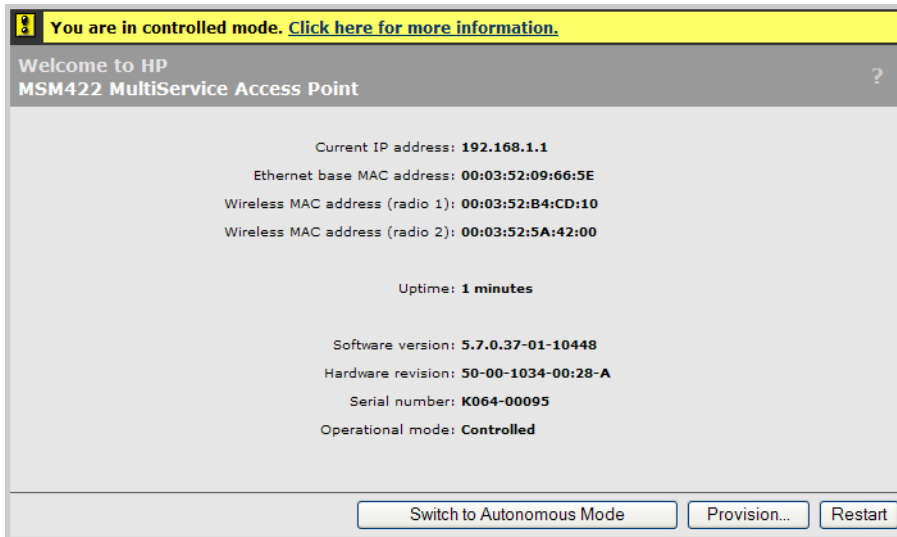 You are in controlled mode. Click here for more information.
Welcome to HP
MSM422 MultiService Access Point
?
Current IP address: 192.168.1.1
Ethernet base MAC address: 00:03:52:09:66:5E
Wireless MAC address (radio 1): 00:03:52:B4:CD:10
Wireless MAC address (radio 2): 00:03:52:5A:42:00
Uptime: 1 minutes
Software version: 5.7.0.37-01-10448
Hardware revision: 50-00-1034-00:28-A
Serial number: K064-00095
Operational mode: Controlled
Switch to Autonomous Mode Provision... Restart